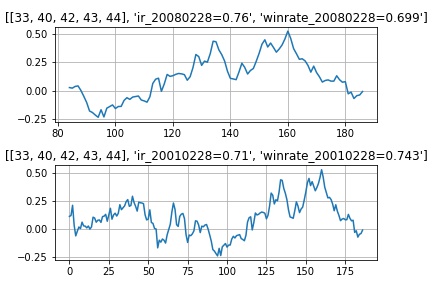 [[33, 40, 42, 43, 44], 'ir_20080228=0.76', 'winrate_20080228=0.699']
0.50
0.25
0.00
−0.25
80 100 120 140 160 180
[[33, 40, 42, 43, 44], 'ir_20010228=0.71', 'winrate_20010228=0.743']
0.50
0.25
0.00
−0.25
0 25 50 75 100 125 150 175